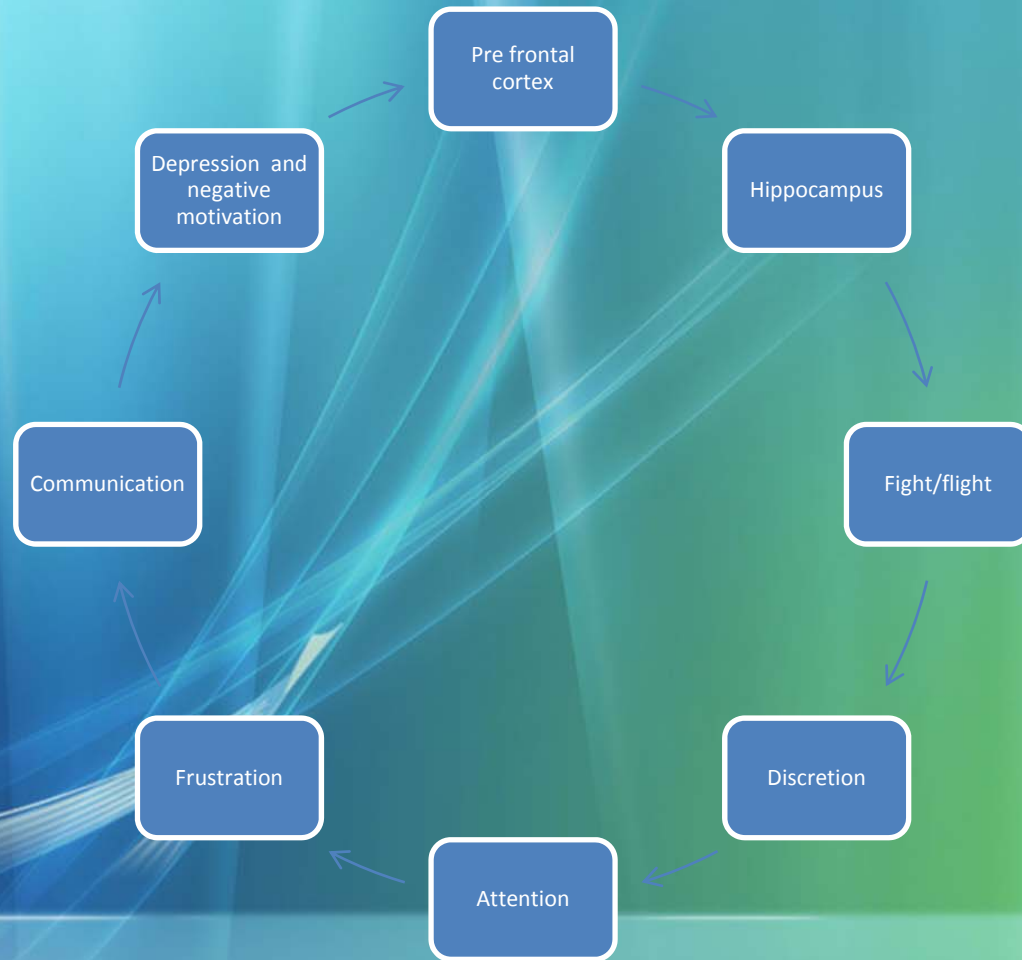 Pre frontal
cortex
Hippocampus
Fight/flight
Discretion
Attention
Frustration
Communication
Depression and
negative
motivation